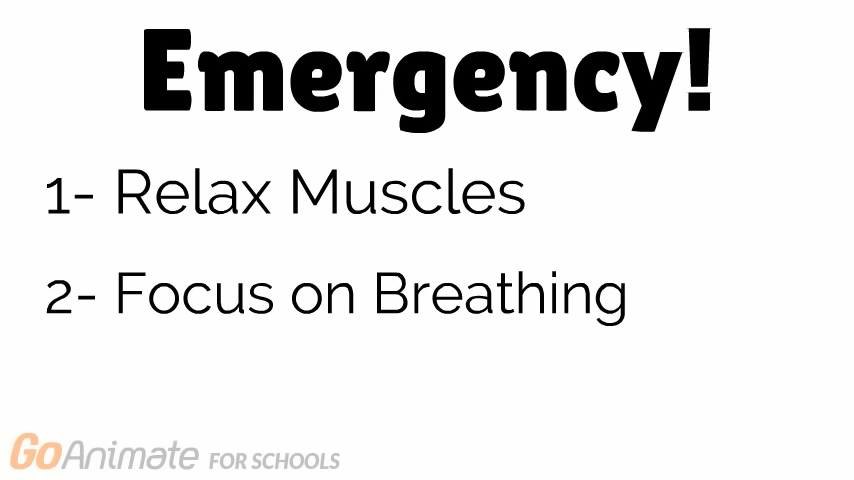 Emergency!
1- Relax Muscles
2- Focus on Breathing
GoAnimate FOR SCHOOLS